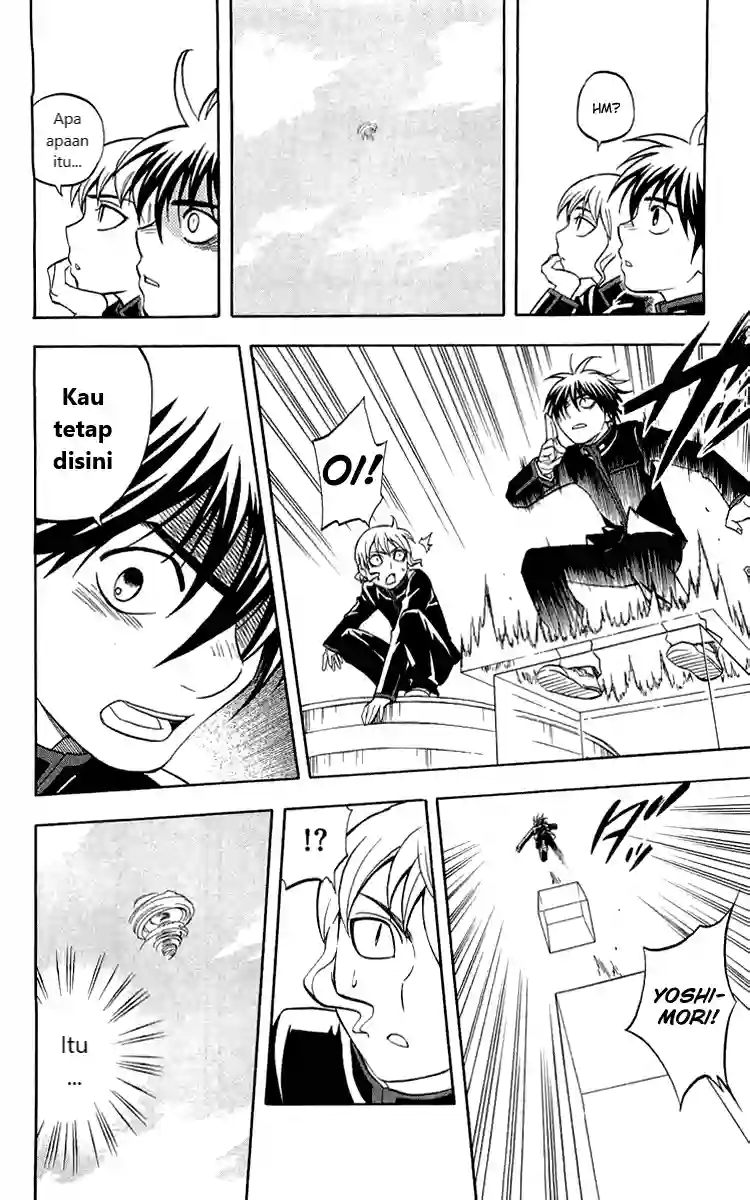 HM?
Apa
apaan
itu...
OI!
Kau
tetap
disini
YOSHI-
MORI!
!?
Itu
...